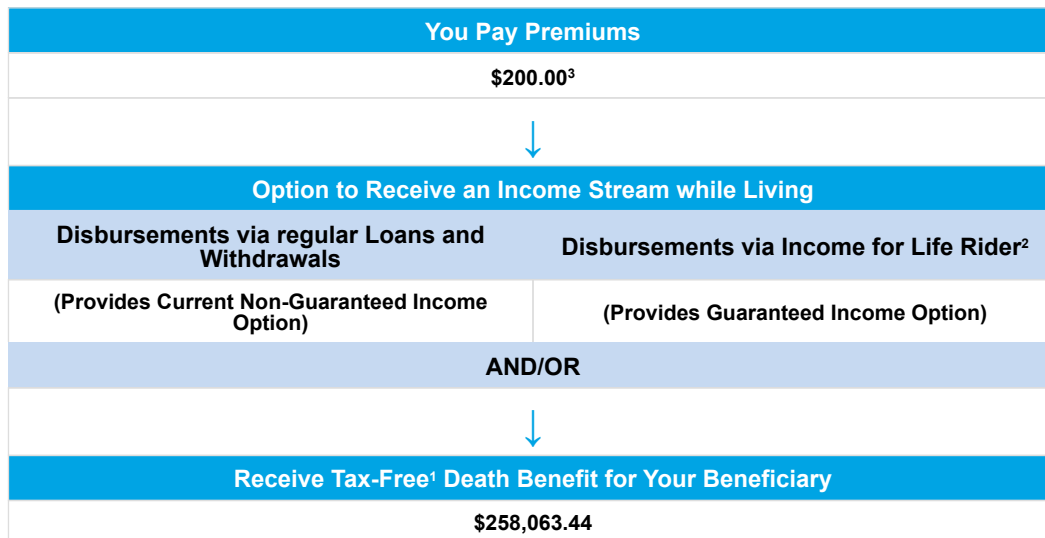 You Pay Premiums
$200.00³
Option to Receive an Income Stream while Living
Disbursements via regular Loans and
Withdrawals
Disbursements via Income for Life Rider²
(Provides Current Non-Guaranteed Income
Option)
(Provides Guaranteed Income Option)
AND/OR
Receive Tax-Free¹ Death Benefit for Your Beneficiary
$258,063.44